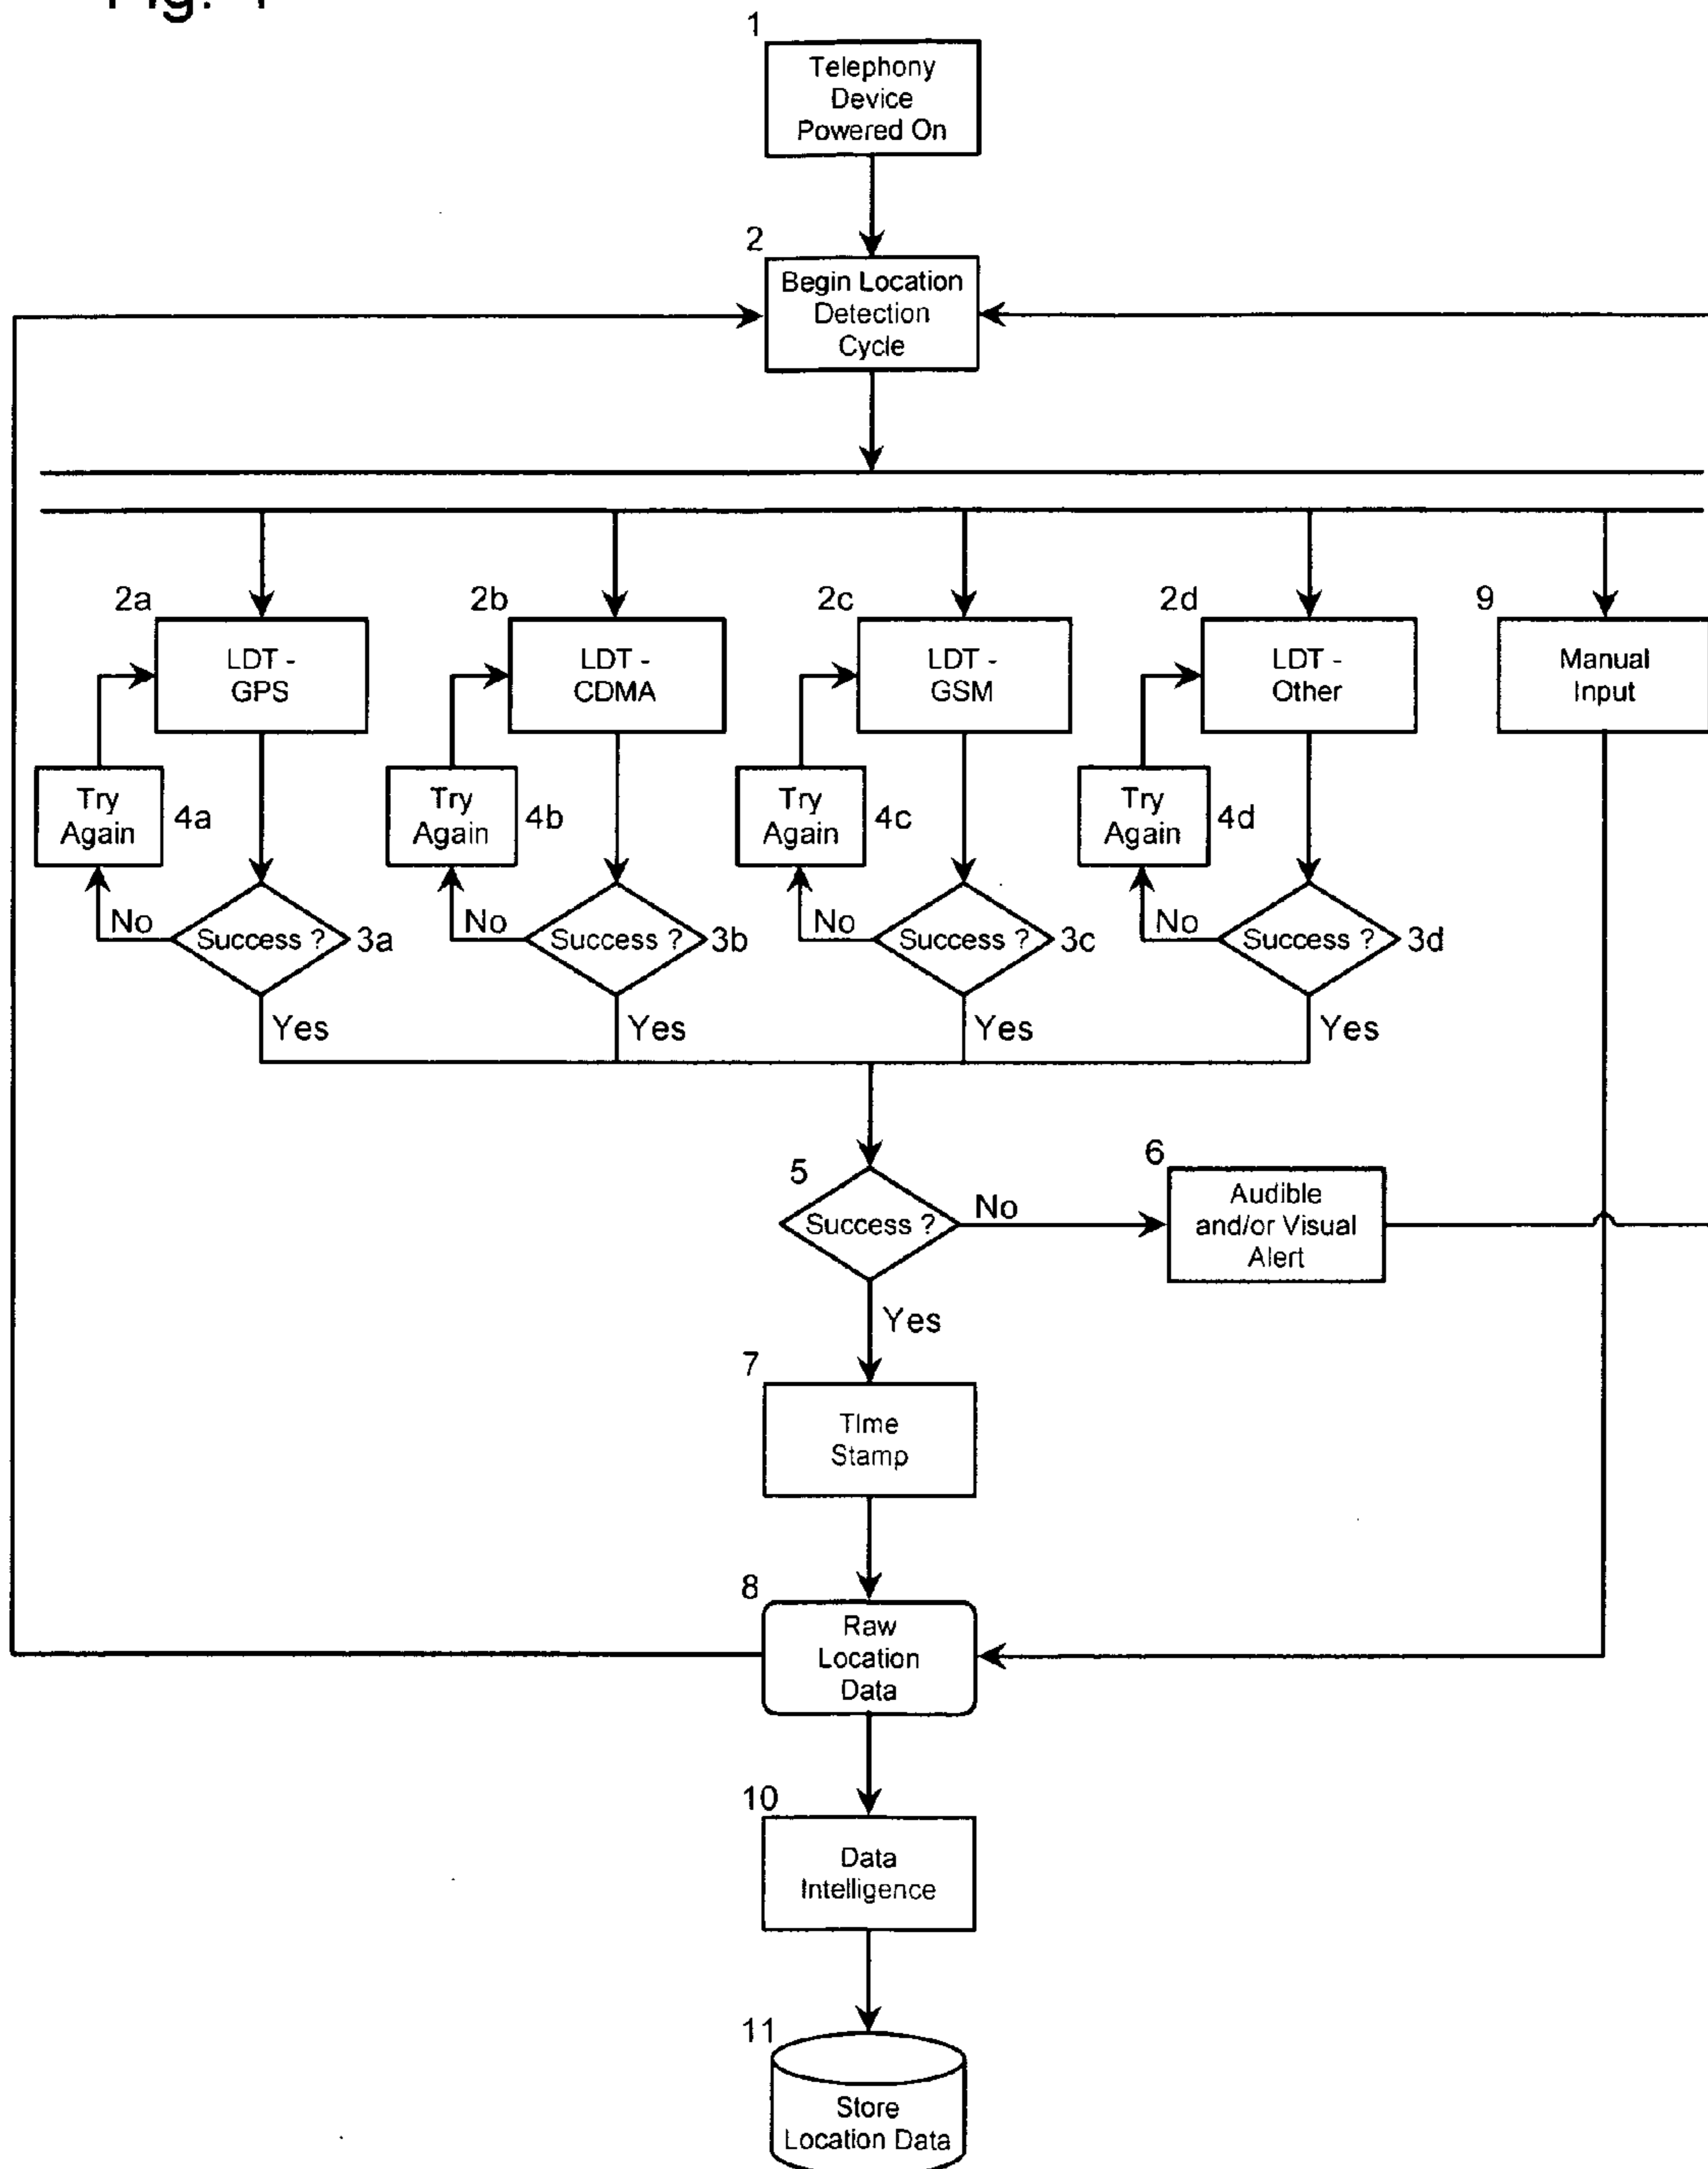 1
Telephony
Device
Powered On
2
Begin Location
Detection
Cycle
2a
LDT -
GPS
2b
LDT -
CDMA
2c
LDT -
GSM
2d
LDT -
Other
9
Manual
Input
Try
Again
4a
Try
Again
4b
Try
Again
4c
Try
Again
4d
No
Success ?
3a
No
Success ?
3b
No
Success ?
3c
No
Success ?
3d
Yes
Yes
Yes
Yes
5
Success ?
No
6
Audible
and/or Visual
Alert
Yes
7
TIme
Stamp
8
Raw
Location
Data
10
Data
Intelligence
11
Store
Location Data